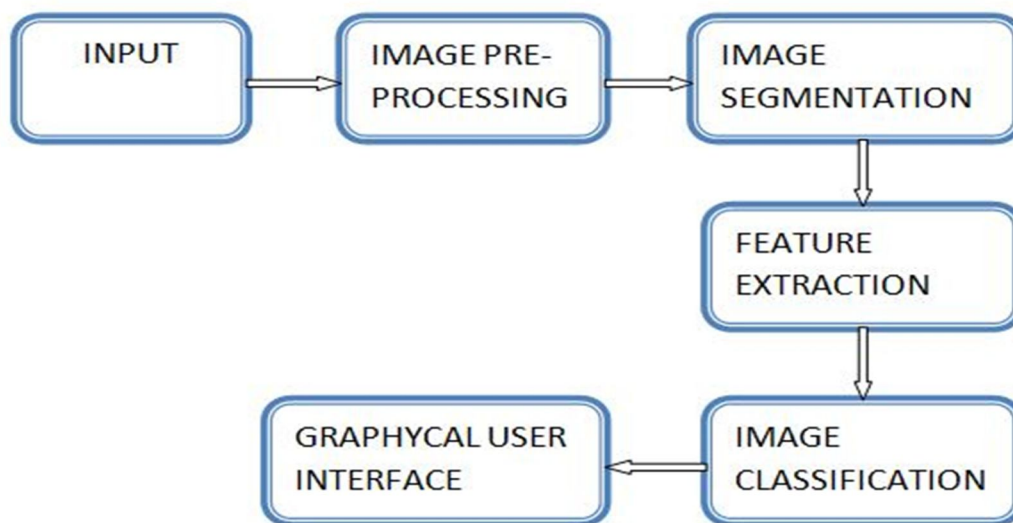 INPUT
IMAGE PRE-
PROCESSING
IMAGE
SEGMENTATION
FEATURE
EXTRACTION
IMAGE
CLASSIFICATION
GRAPHYCAL USER
INTERFACE